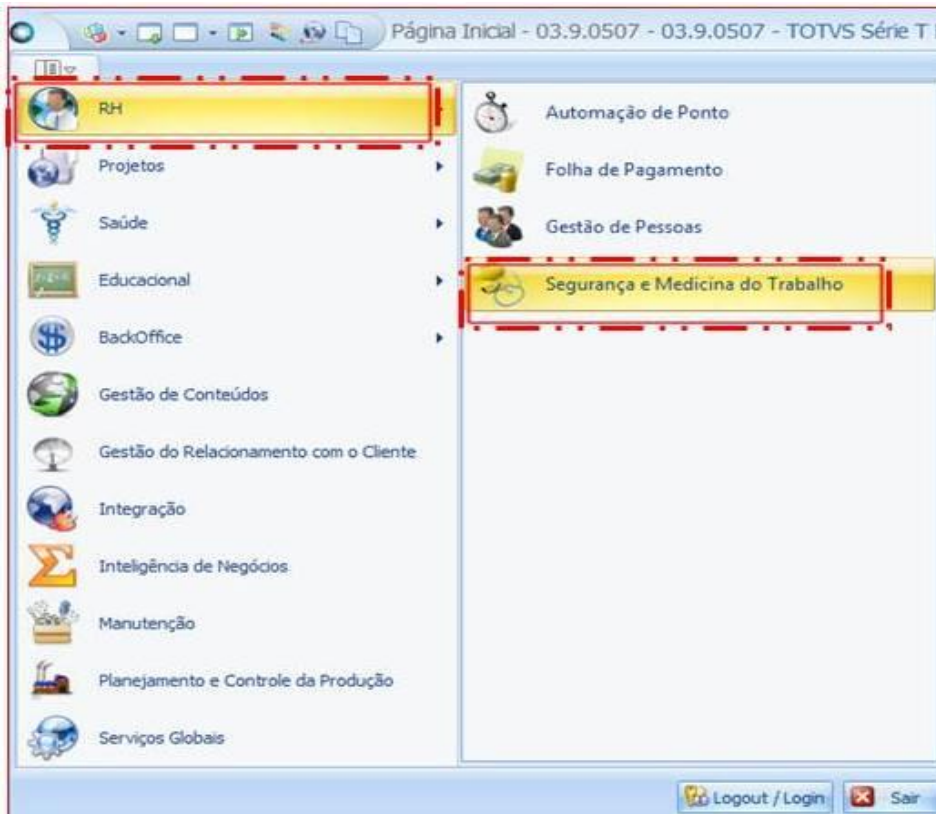 Página Inicial - 03.9.0507 - 03.9.0507 - TOTVS Série T
RH
Projetos
Saúde
Educacional
BackOffice
Gestão de Conteúdos
Gestão do Relacionamento com o Cliente
Integração
Inteligência de Negócios
Manutenção
Planejamento e Controle da Produção
Serviços Globais
Automação de Ponto
Folha de Pagamento
Gestão de Pessoas
Segurança e Medicina do Trabalho
Logout / Login
Sair